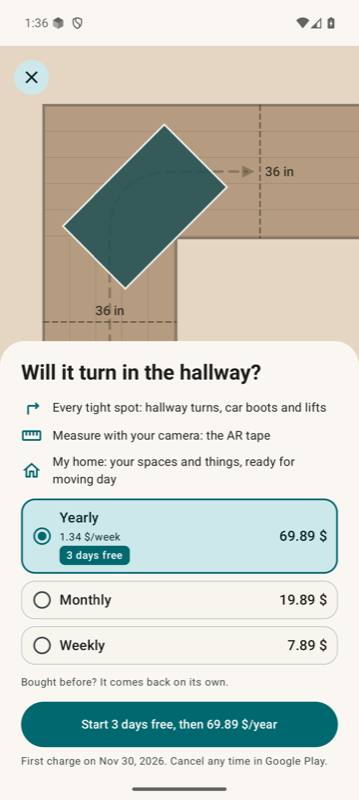 1:36
36 in
36 in
Will it turn in the hallway?
Every tight spot: hallway turns, car boots and lifts
Measure with your camera: the AR tape
My home: your spaces and things, ready for
moving day
Yearly
1.34 $/week
69.89 $
3 days free
Monthly
19.89 $
Weekly
7.89 $
Bought before? It comes back on its own.
Start 3 days free, then 69.89 $/year
First charge on Nov 30, 2026. Cancel any time in Google Play.